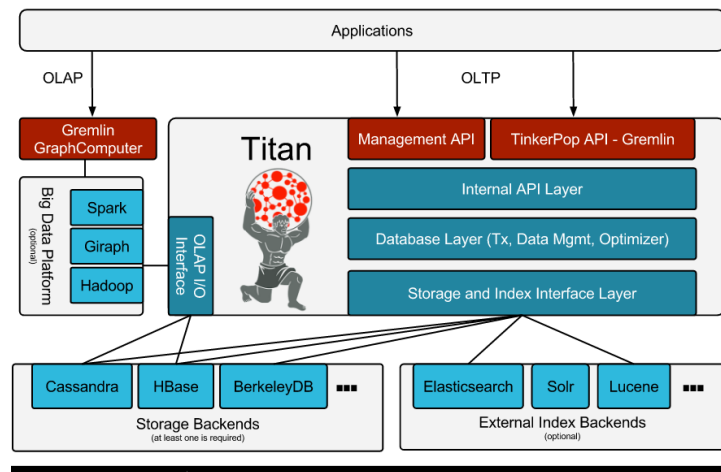 Applications
OLAP
OLTP
Gremlin
GraphComputer
Titan
Management API
TinkerPop API - Gremlin
Big Data Platform
(optional)
Spark
Giraph
Hadoop
OLAP I/O
Interface
Internal API Layer
Database Layer (Tx, Data Mgmt, Optimizer)
Storage and Index Interface Layer
Cassandra
HBase
BerkeleyDB
Storage Backends
(at least one is required)
Elasticsearch
Solr
Lucene
External Index Backends
(optional)